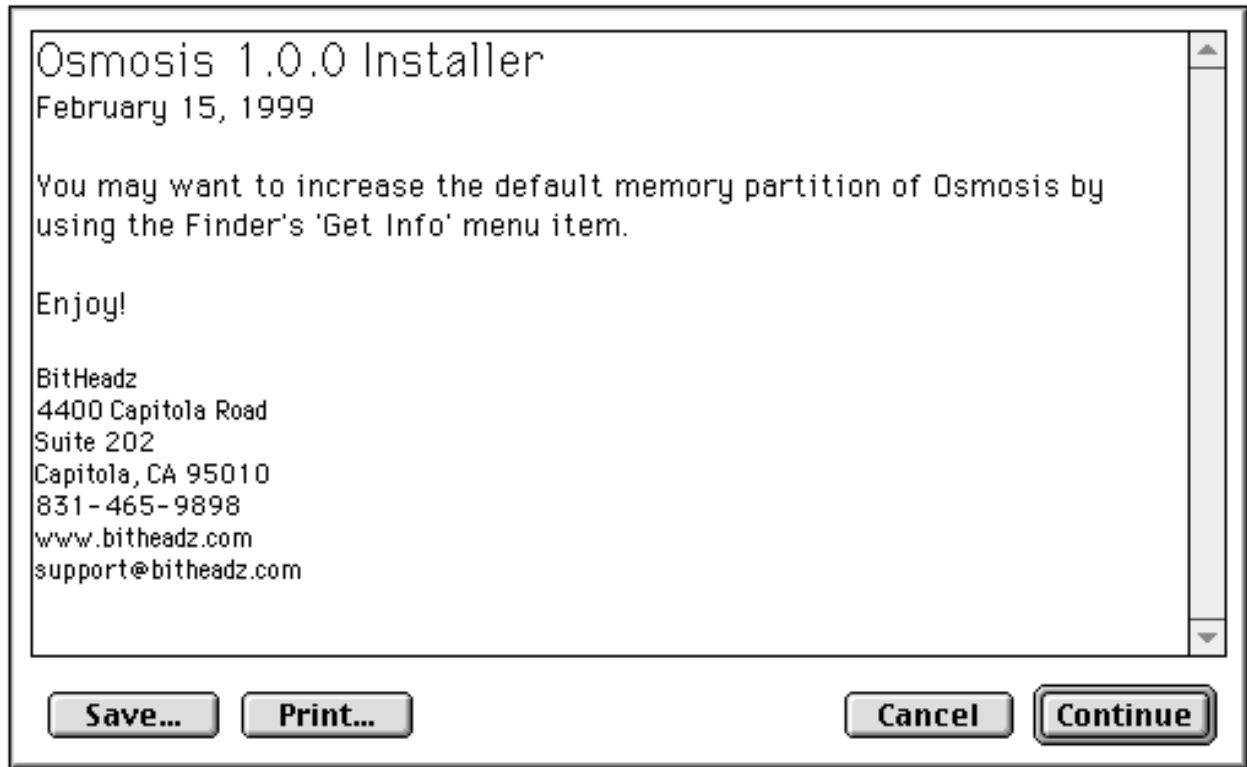 Osmosis 1.0.0 Installer
February 15, 1999
You may want to increase the default memory partition of Osmosis by
using the Finder's 'Get Info' menu item.
Enjoy!
BitHeadz
4400 Capitola Road
Suite 202
Capitola, CA 95010
831-465-9898
www.bitheadz.com
support@bitheadz.com
Save... Print... Cancel Continue